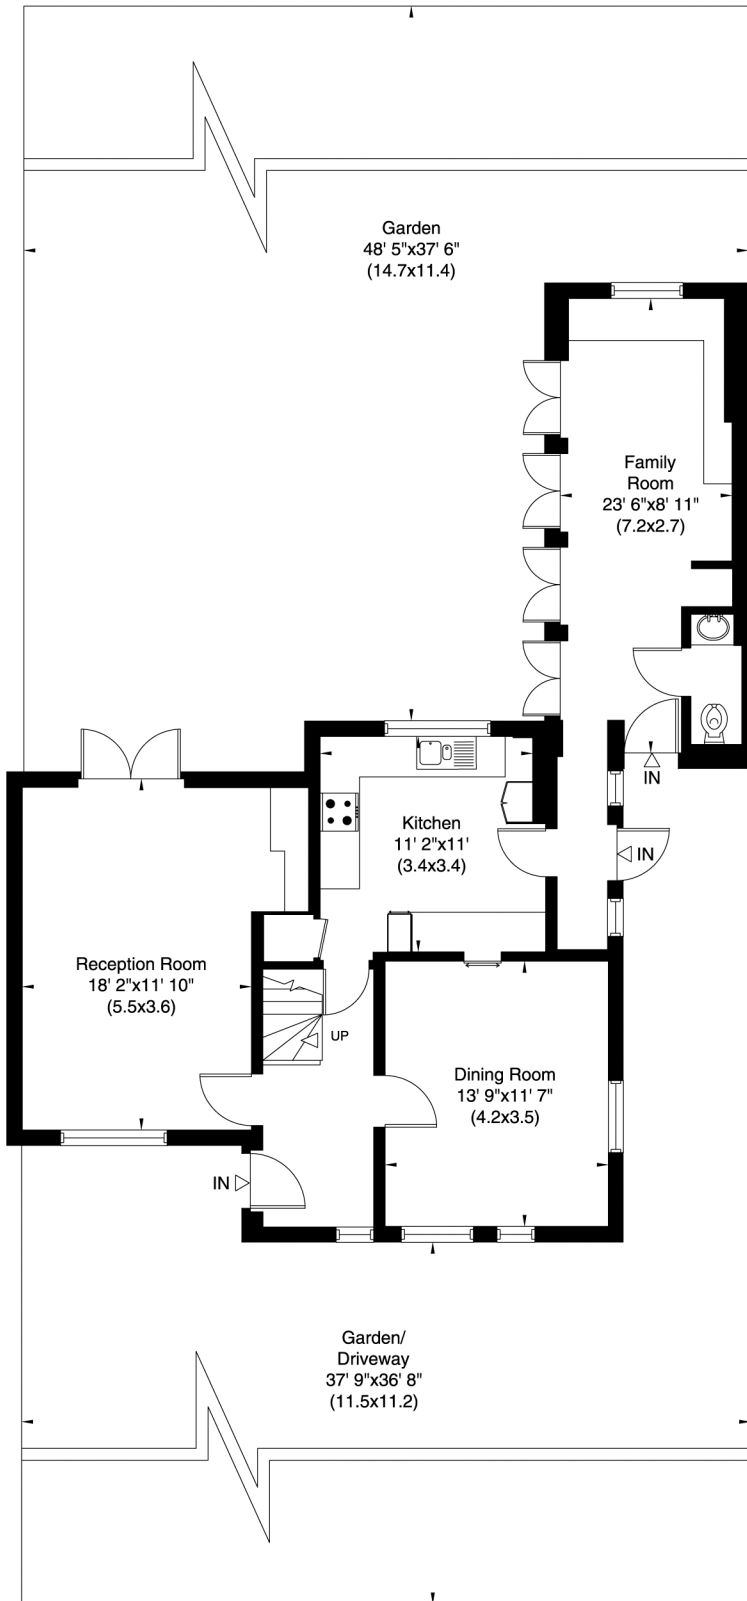 Garden
48' 5"x37' 6"
(14.7x11.4)
Family
Room
23' 6"x8' 11"
(7.2x2.7)
IN
Kitchen
11' 2"x11'
(3.4x3.4)
IN
Reception Room
18' 2"x11' 10"
(5.5x3.6)
UP
Dining Room
13' 9"x11' 7"
(4.2x3.5)
IN
Garden/
Driveway
37' 9"x36' 8"
(11.5x11.2)